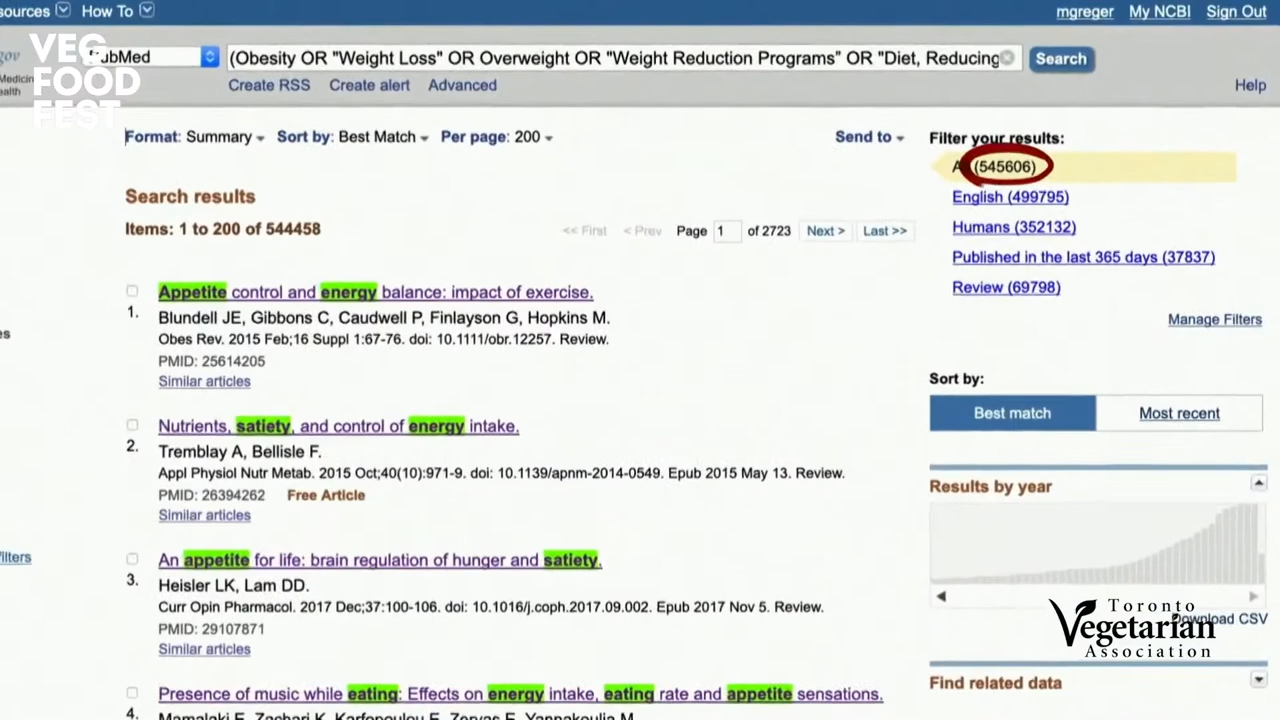 sources How To mgreger My NCBI Sign Out
gov PubMed (Obesity OR "Weight Loss" OR Overweight OR "Weight Reduction Programs" OR "Diet, Reducing Search
Create RSS Create alert Advanced Help
VEG
FOOD
FEST
Format: Summary Sort by: Best Match Per page: 200 Send to
Filter your results:
(545606)
English (499795)
Humans (352132)
Published in the last 365 days (37837)
Review (69798)
Manage Filters
Search results
Items: 1 to 200 of 544458 << First < Prev Page 1 of 2723 Next > Last >>
Appetite control and energy balance: impact of exercise.
1. Blundell JE, Gibbons C, Caudwell P, Finlayson G, Hopkins M.
Obes Rev. 2015 Feb;16 Suppl 1:67-76. doi: 10.1111/obr.12257. Review.
PMID: 25614205
Similar articles
Nutrients, satiety, and control of energy intake.
2. Tremblay A, Bellisle F.
Appl Physiol Nutr Metab. 2015 Oct;40(10):971-9. doi: 10.1139/apnm-2014-0549. Epub 2015 May 13. Review.
PMID: 26394262 Free Article
Similar articles
An appetite for life: brain regulation of hunger and satiety.
3. Heisler LK, Lam DD.
Curr Opin Pharmacol. 2017 Dec;37:100-106. doi: 10.1016/j.coph.2017.09.002. Epub 2017 Nov 5. Review.
PMID: 29107871
Similar articles
Presence of music while eating: Effects on energy intake, eating rate and appetite sensations.
4. Mamalaki E, Zachari K, Karfopoulou E, Zervas E, Yannakoulia M.
Sort by:
Best match Most recent
Results by year
Download CSV
Toronto
Vegetarian
Association
Find related data
filters